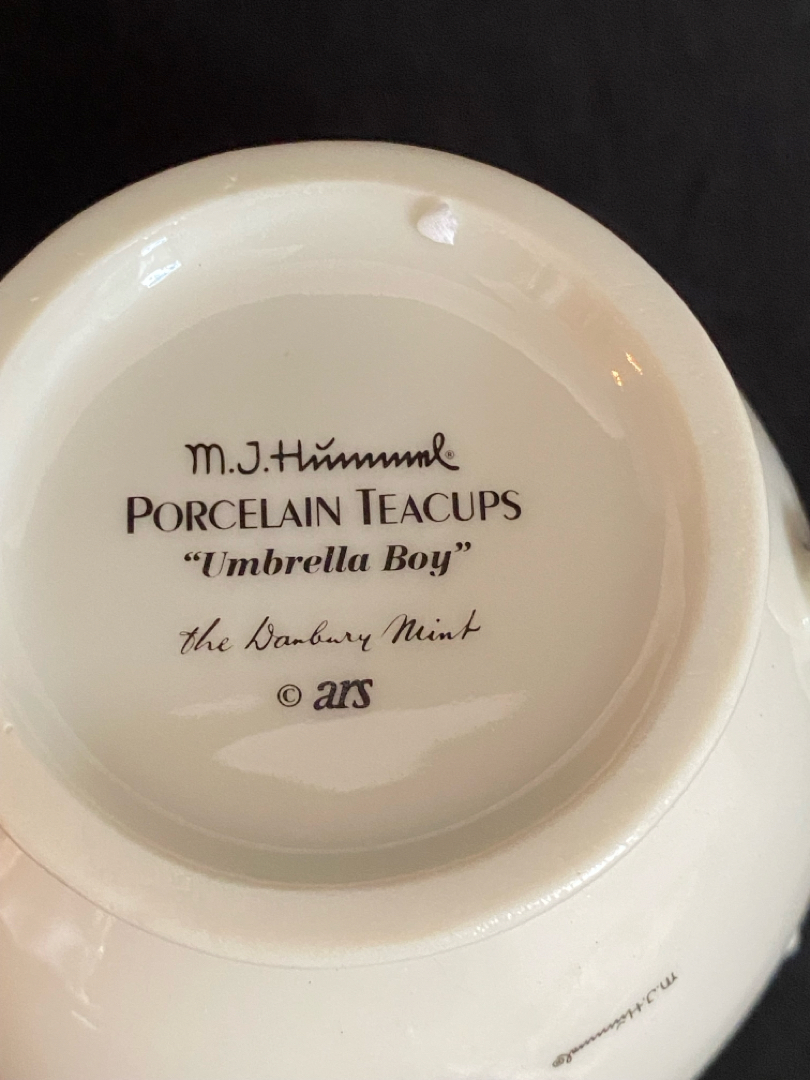 M.J.Hummel®
PORCELAIN TEACUPS
“Umbrella Boy”
the Danbury Mint
© ars
M.J.Hummel®